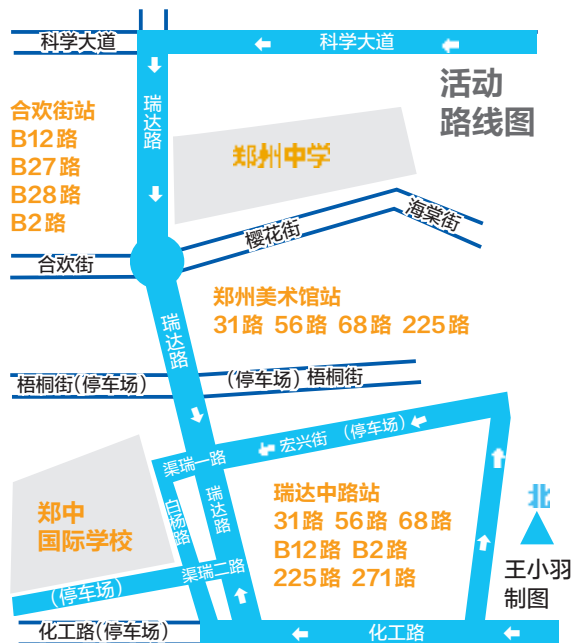 科学大道
科学大道
活动
路线图
瑞达路
合欢街站
B12路
B27路
B28路
B2路
郑州中学
海棠街
樱花街
合欢街
郑州美术馆站
31路 56路 68路 225路
瑞达路
梧桐街(停车场)
(停车场) 梧桐街
宏兴街 (停车场)
渠瑞一路
瑞达路
白杨路
郑中
国际学校
瑞达中路站
31路 56路 68路
B12路 B2路
225路 271路
北
王小羽
制图
渠瑞二路
(停车场)
化工路(停车场)
化工路